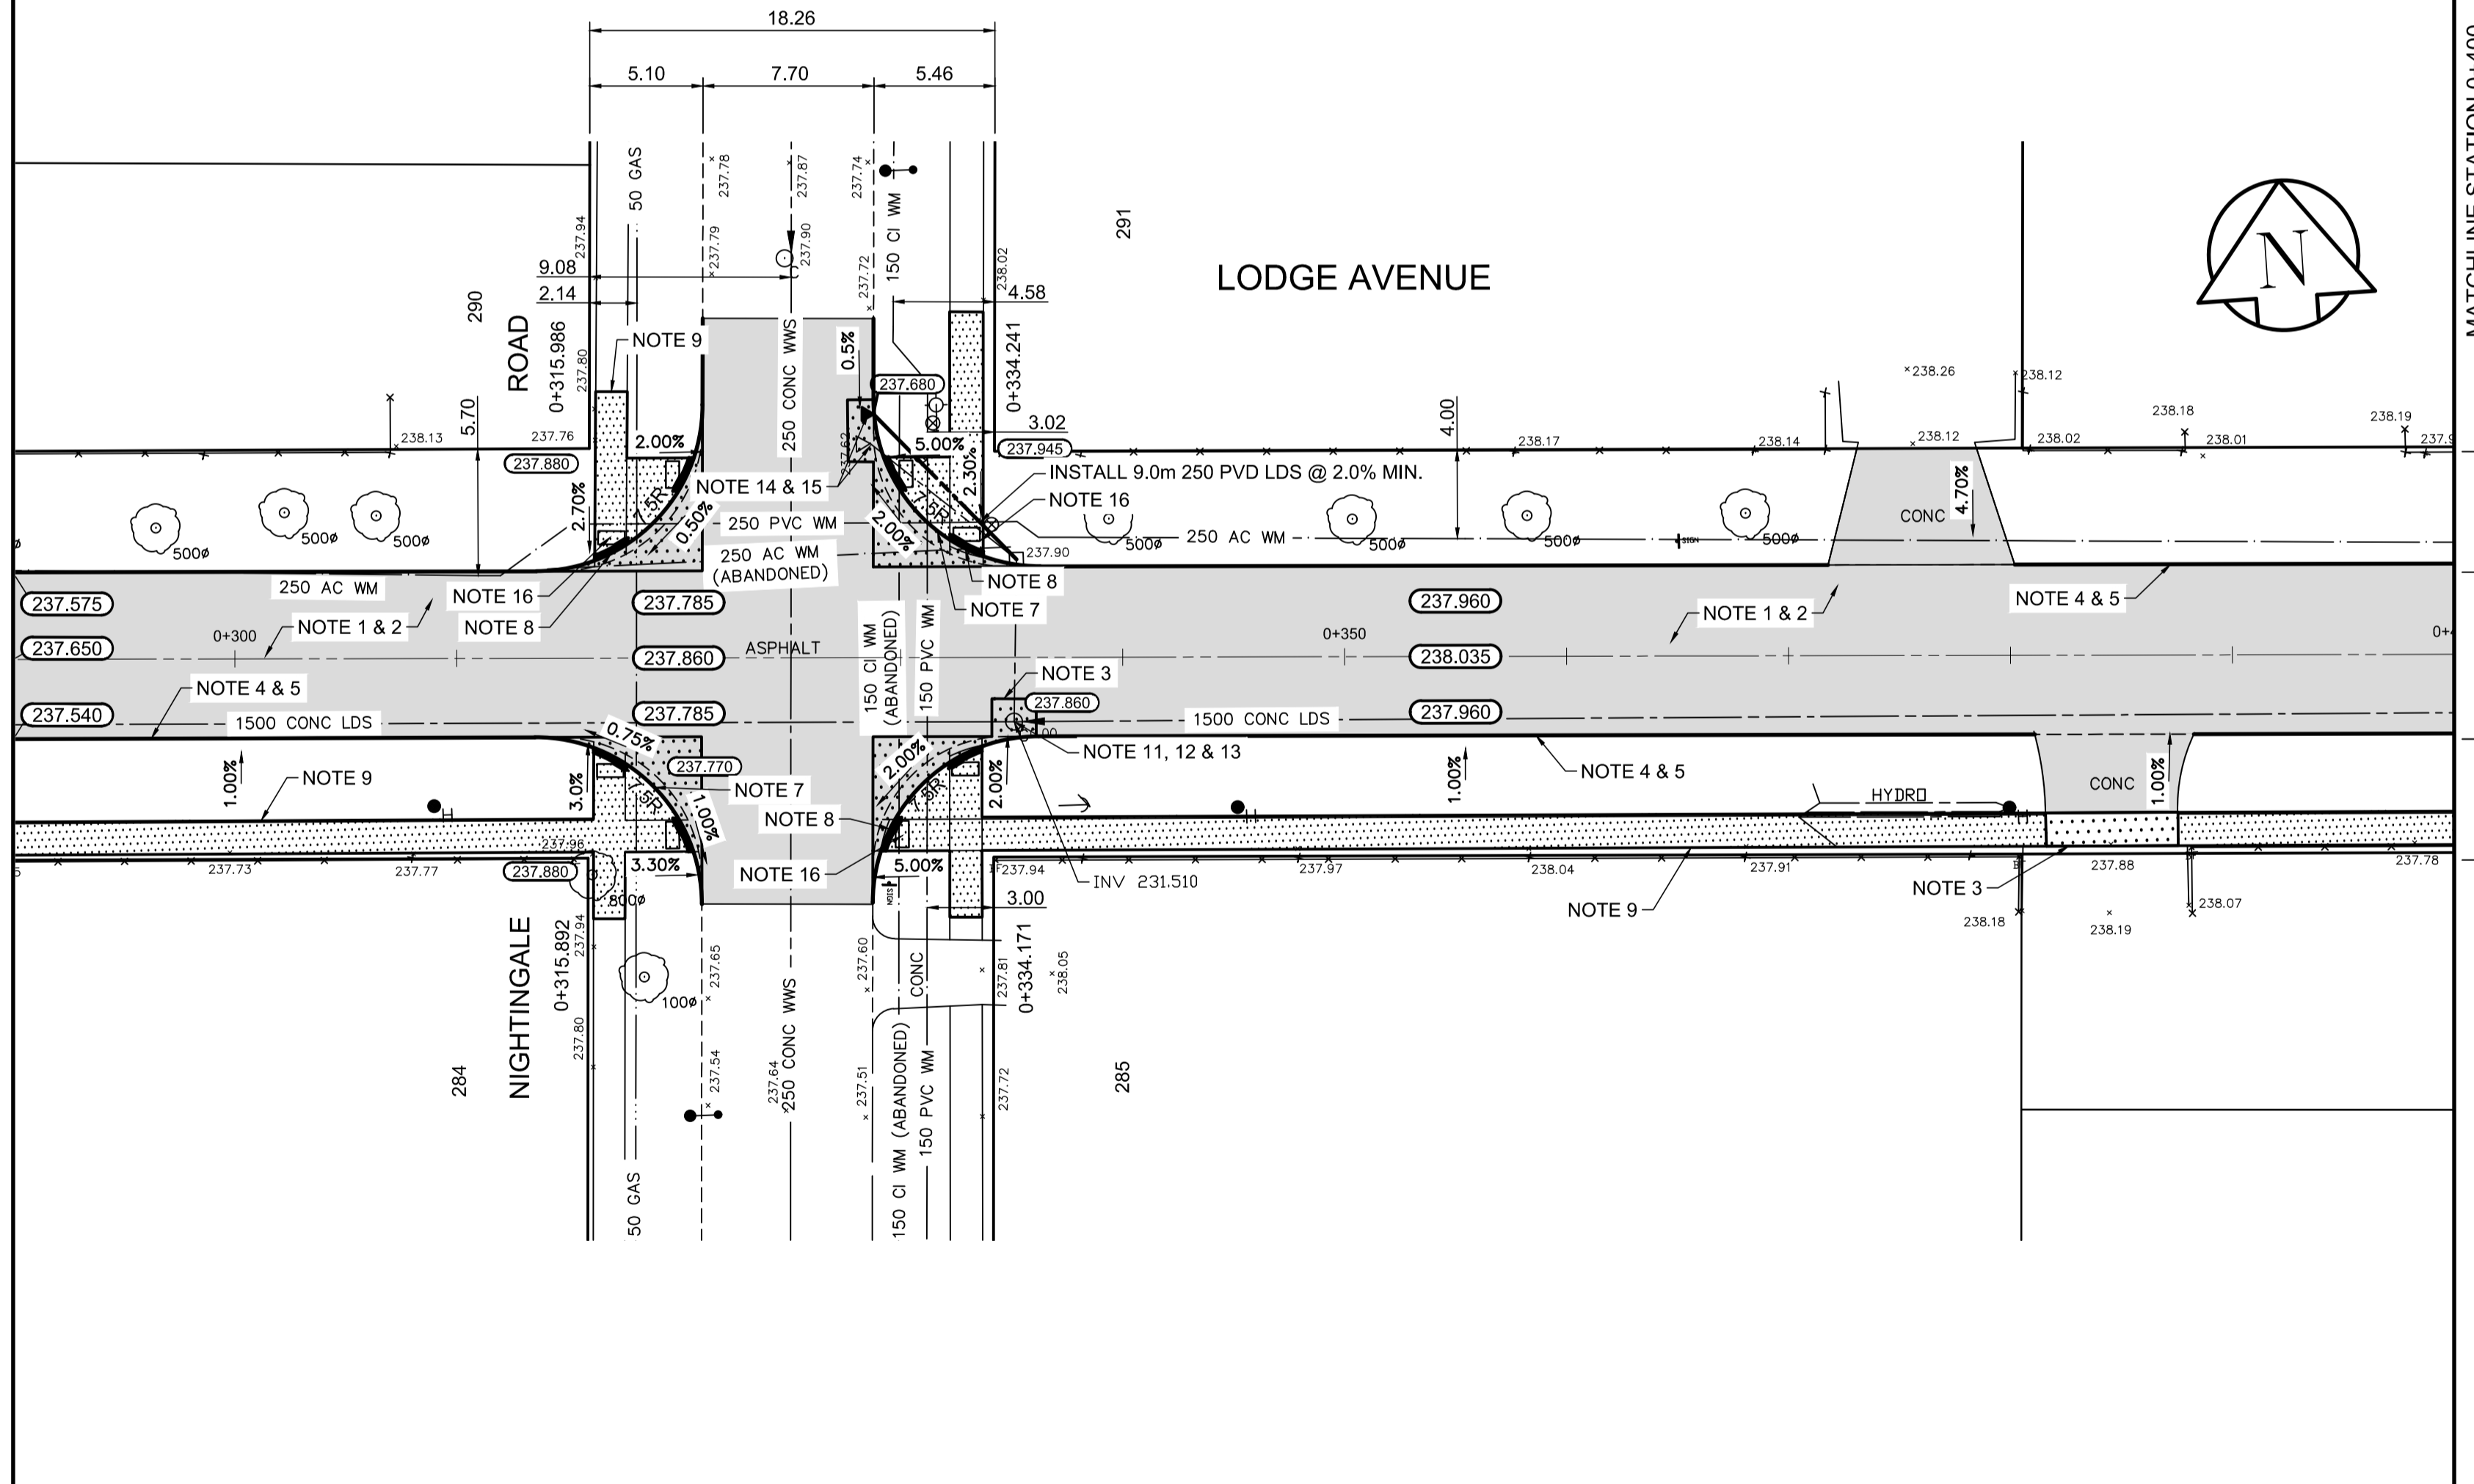 18.26
5.10
7.70
5.46
MATCHLINE STATION 0+400
50 GAS
237.78
237.87
237.74
237.94
237.79
237.90
237.72
150 CI WM
238.02
291
LODGE AVENUE
N
9.08
2.14
4.58
290
ROAD
0+315.986
237.80
NOTE 9
250 CONC WWS
0.5%
237.680
0+334.241
5.70
238.13
237.76
237.880
2.00%
3.02
5.00%
237.945
4.00
238.17
238.14
238.26
238.12
238.12
238.02
238.18
238.01
238.19
INSTALL 9.0m 250 PVD LDS @ 2.0% MIN.
NOTE 14 & 15
NOTE 16
2.70%
7.5R
0.50%
2.30%
7.5R
2.00%
250 PVC WM
250 AC WM
(ABANDONED)
250 AC WM
500ø
500ø
500ø
500ø
500ø
500ø
500ø
SIGN
CONC
4.70%
237.90
250 AC WM
NOTE 16
NOTE 8
NOTE 8
NOTE 7
237.575
NOTE 1 & 2
237.785
237.960
NOTE 1 & 2
NOTE 4 & 5
0+300
237.650
237.860
ASPHALT
150 CI WM
(ABANDONED)
150 PVC WM
0+350
238.035
NOTE 4 & 5
237.540
1500 CONC LDS
237.785
NOTE 3
237.860
1500 CONC LDS
237.960
NOTE 11, 12 & 13
0.75%
237.770
2.00%
1.00%
NOTE 9
3.0%
7.5R
1.00%
NOTE 7
NOTE 8
7.5R
2.00%
1.00%
NOTE 4 & 5
HYDRO
CONC
1.00%
237.96
237.73
237.77
237.880
3.30%
NOTE 16
5.00%
SIGN
237.94
INV 231.510
237.97
238.04
237.91
237.88
237.78
NOTE 3
NOTE 9
800ø
3.00
238.18
238.19
238.07
NIGHTINGALE
0+315.892
237.94
237.80
100ø
237.65
237.60
CONC
237.81
0+334.171
238.05
284
237.54
237.64
250 CONC WWS
237.51
150 CI WM (ABANDONED)
150 PVC WM
237.72
285
50 GAS